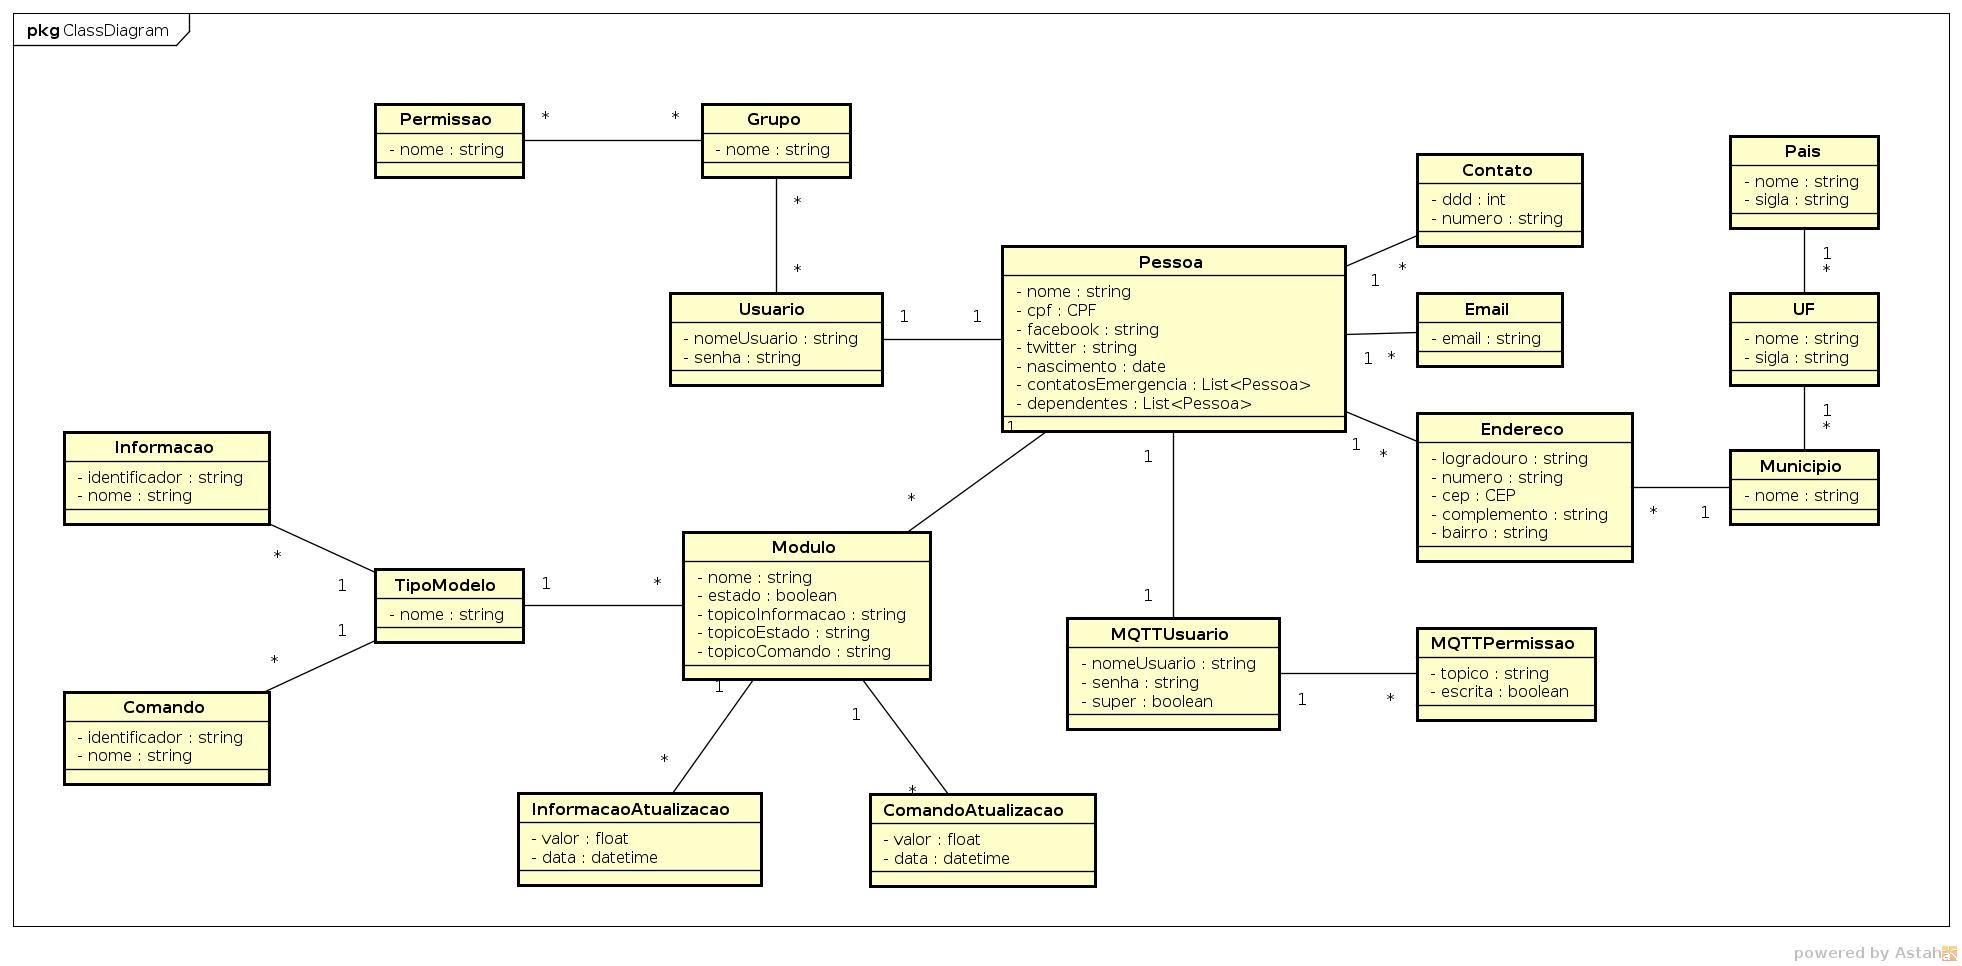 pkg ClassDiagram
Permissao
- nome : string
*
*
Grupo
- nome : string
*
*
Usuario
- nomeUsuario : string
- senha : string
1
1
Pessoa
- nome : string
- cpf : CPF
- facebook : string
- twitter : string
- nascimento : date
- contatosEmergencia : List<Pessoa>
- dependentes : List<Pessoa>
Contato
- ddd : int
- numero : string
1
*
Email
- email : string
1
*
Endereco
- logradouro : string
- numero : string
- cep : CEP
- complemento : string
- bairro : string
1
*
Pais
- nome : string
- sigla : string
1
*
UF
- nome : string
- sigla : string
1
*
Municipio
- nome : string
*
1
Informacao
- identificador : string
- nome : string
*
1
TipoModelo
- nome : string
1
*
Comando
- identificador : string
- nome : string
1
*
1
*
Modulo
- nome : string
- estado : boolean
- topicoInformacao : string
- topicoEstado : string
- topicoComando : string
1
1
MQTTUsuario
- nomeUsuario : string
- senha : string
- super : boolean
1
*
MQTTPermissao
- topico : string
- escrita : boolean
1
*
InformacaoAtualizacao
- valor : float
- data : datetime
1
*
ComandoAtualizacao
- valor : float
- data : datetime
powered by Astah